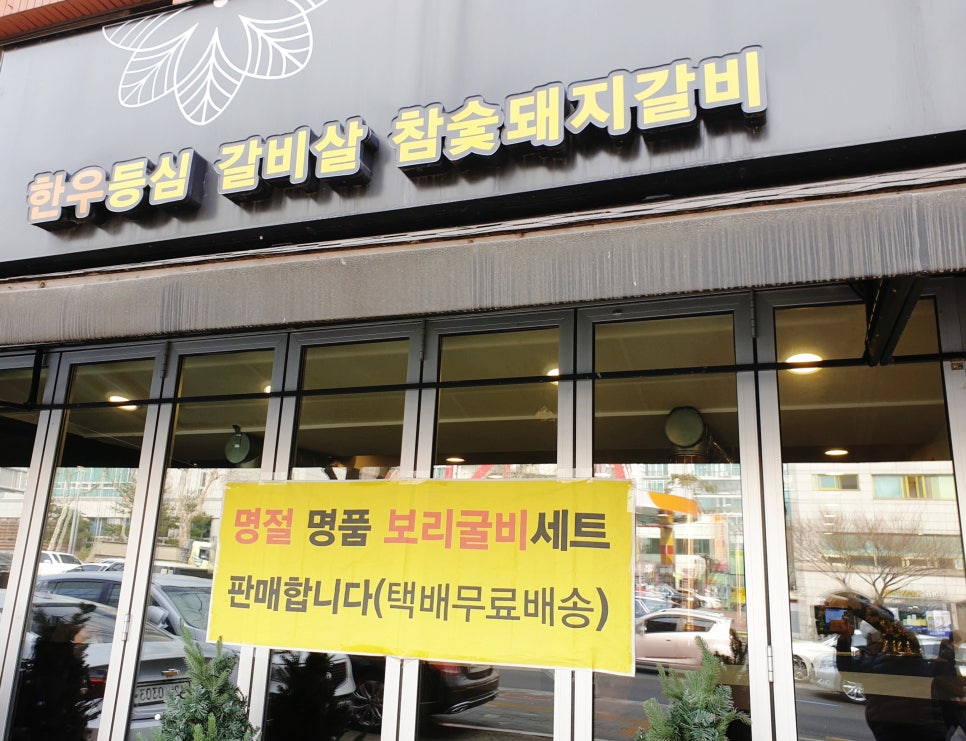 한우등심 갈비살 참숯돼지갈비
명절 명품 보리굴비세트
판매합니다(택배무료배송)